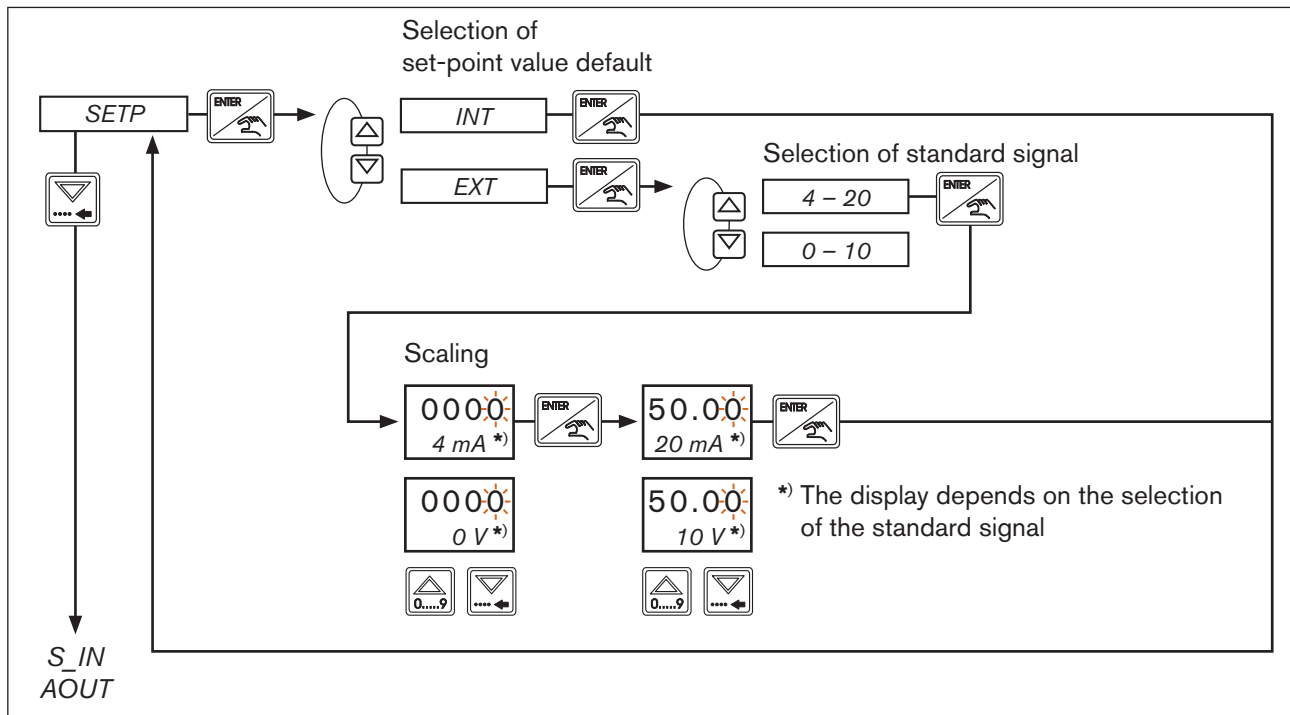 Selection of
set-point value default
SETP
ENTER
INT
ENTER
EXT
ENTER
Selection of standard signal
4 – 20
ENTER
0 – 10
Scaling
0000
4 mA *)
ENTER
50.00
20 mA *)
ENTER
0000
0 V *)
50.00
10 V *)
*) The display depends on the selection
of the standard signal
0.....9
0.....9
S_IN
AOUT